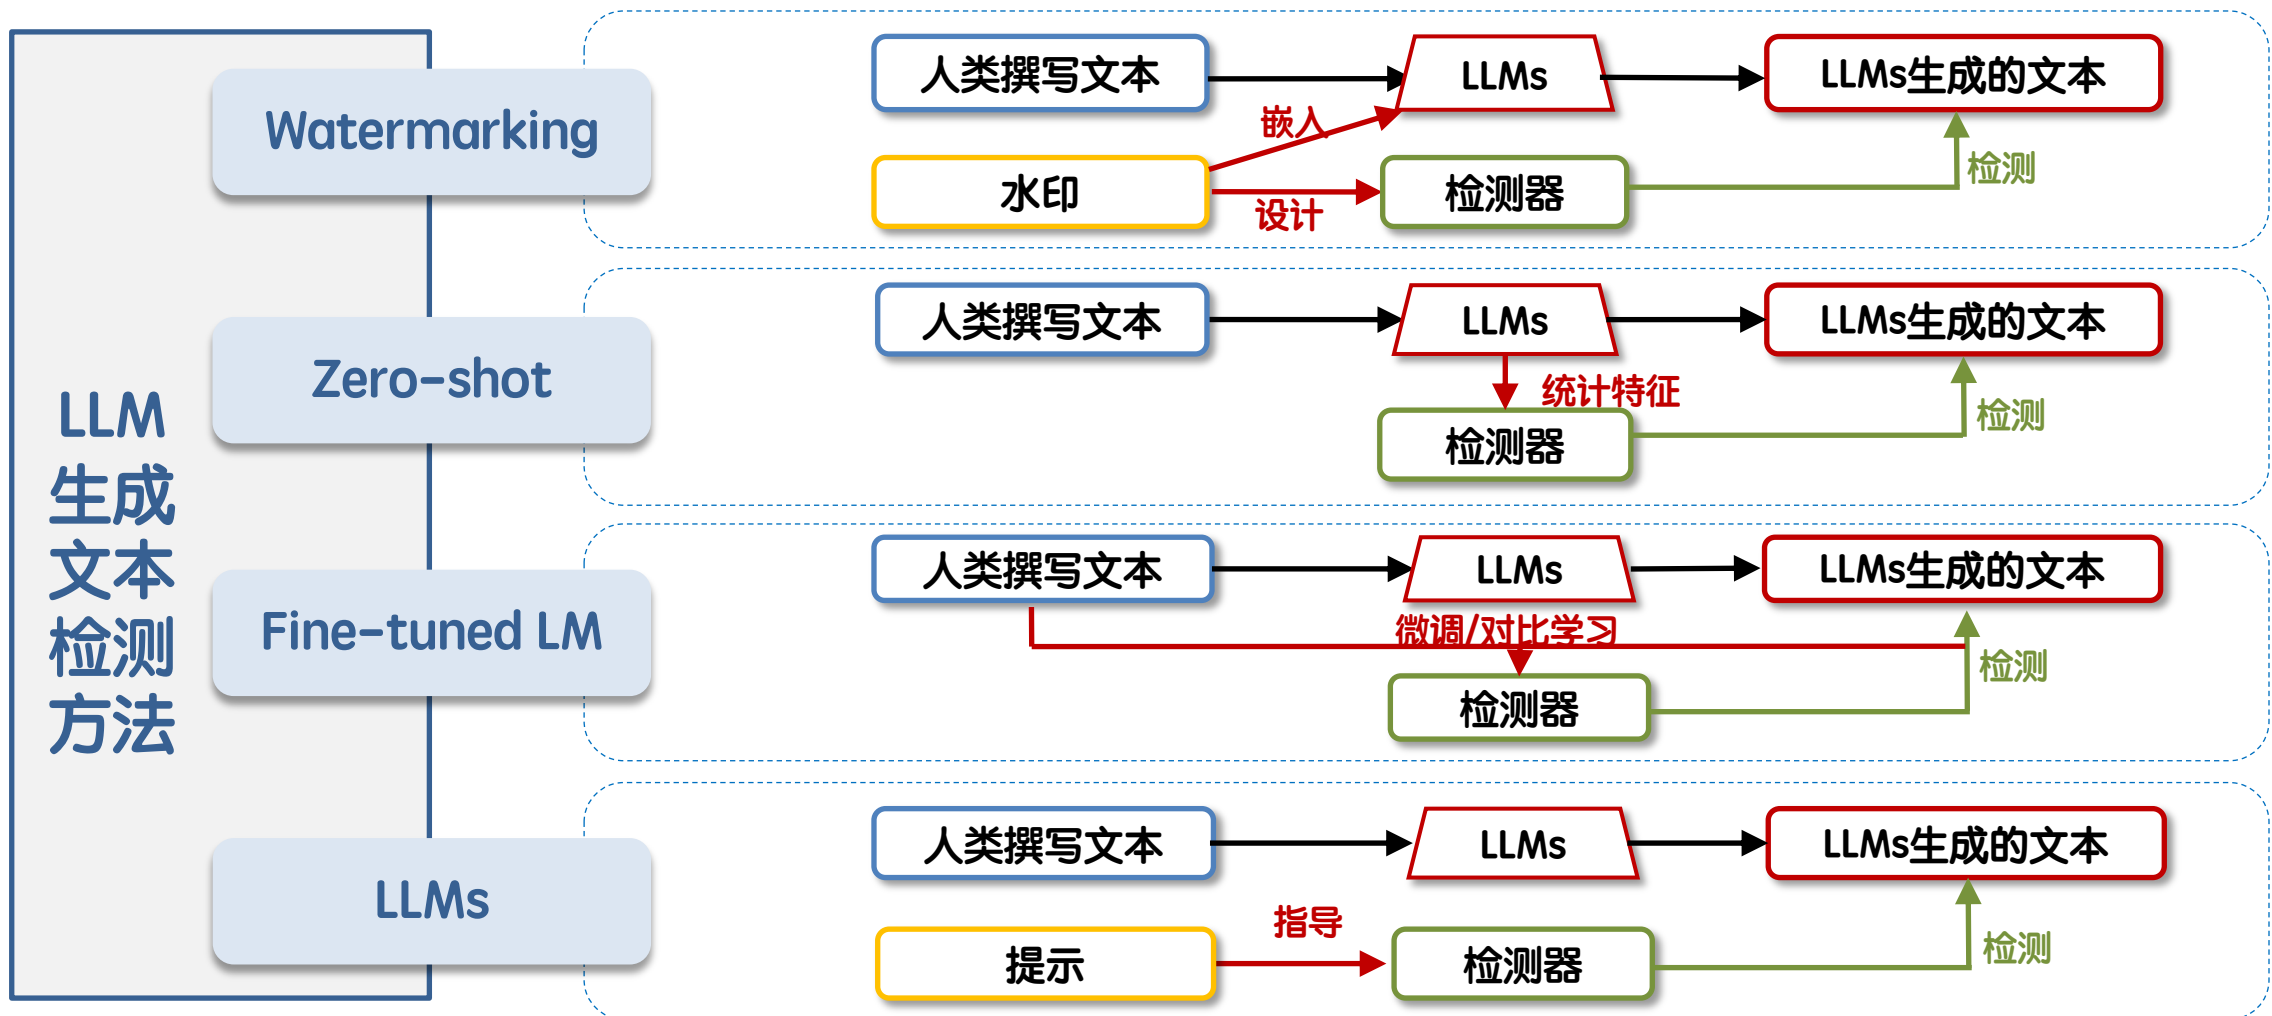 LLM
生成
文本
检测
方法
Watermarking
人类撰写文本
LLMs
LLMs生成的文本
嵌入
水印
设计
检测器
检测
Zero-shot
人类撰写文本
LLMs
LLMs生成的文本
统计特征
检测器
检测
Fine-tuned LM
人类撰写文本
LLMs
LLMs生成的文本
微调/对比学习
检测器
检测
LLMs
人类撰写文本
LLMs
LLMs生成的文本
提示
指导
检测器
检测